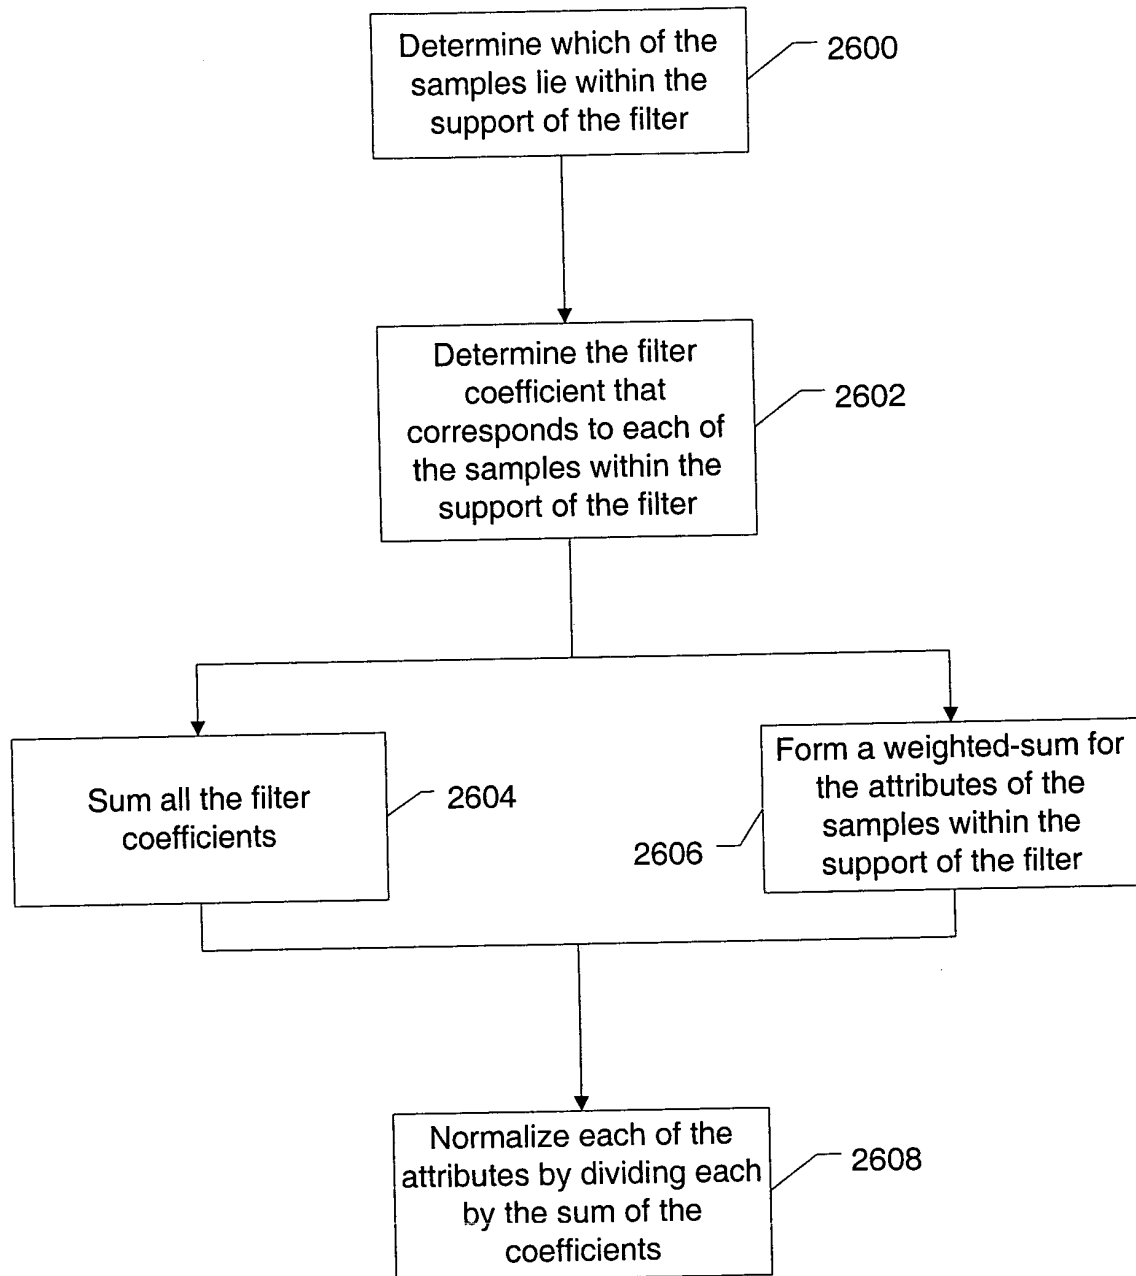 Determine which of the
samples lie within the
support of the filter
2600
Determine the filter
coefficient that
corresponds to each of
the samples within the
support of the filter
2602
Sum all the filter
coefficients
2604
Form a weighted-sum for
the attributes of the
samples within the
support of the filter
2606
Normalize each of the
attributes by dividing each
by the sum of the
coefficients
2608